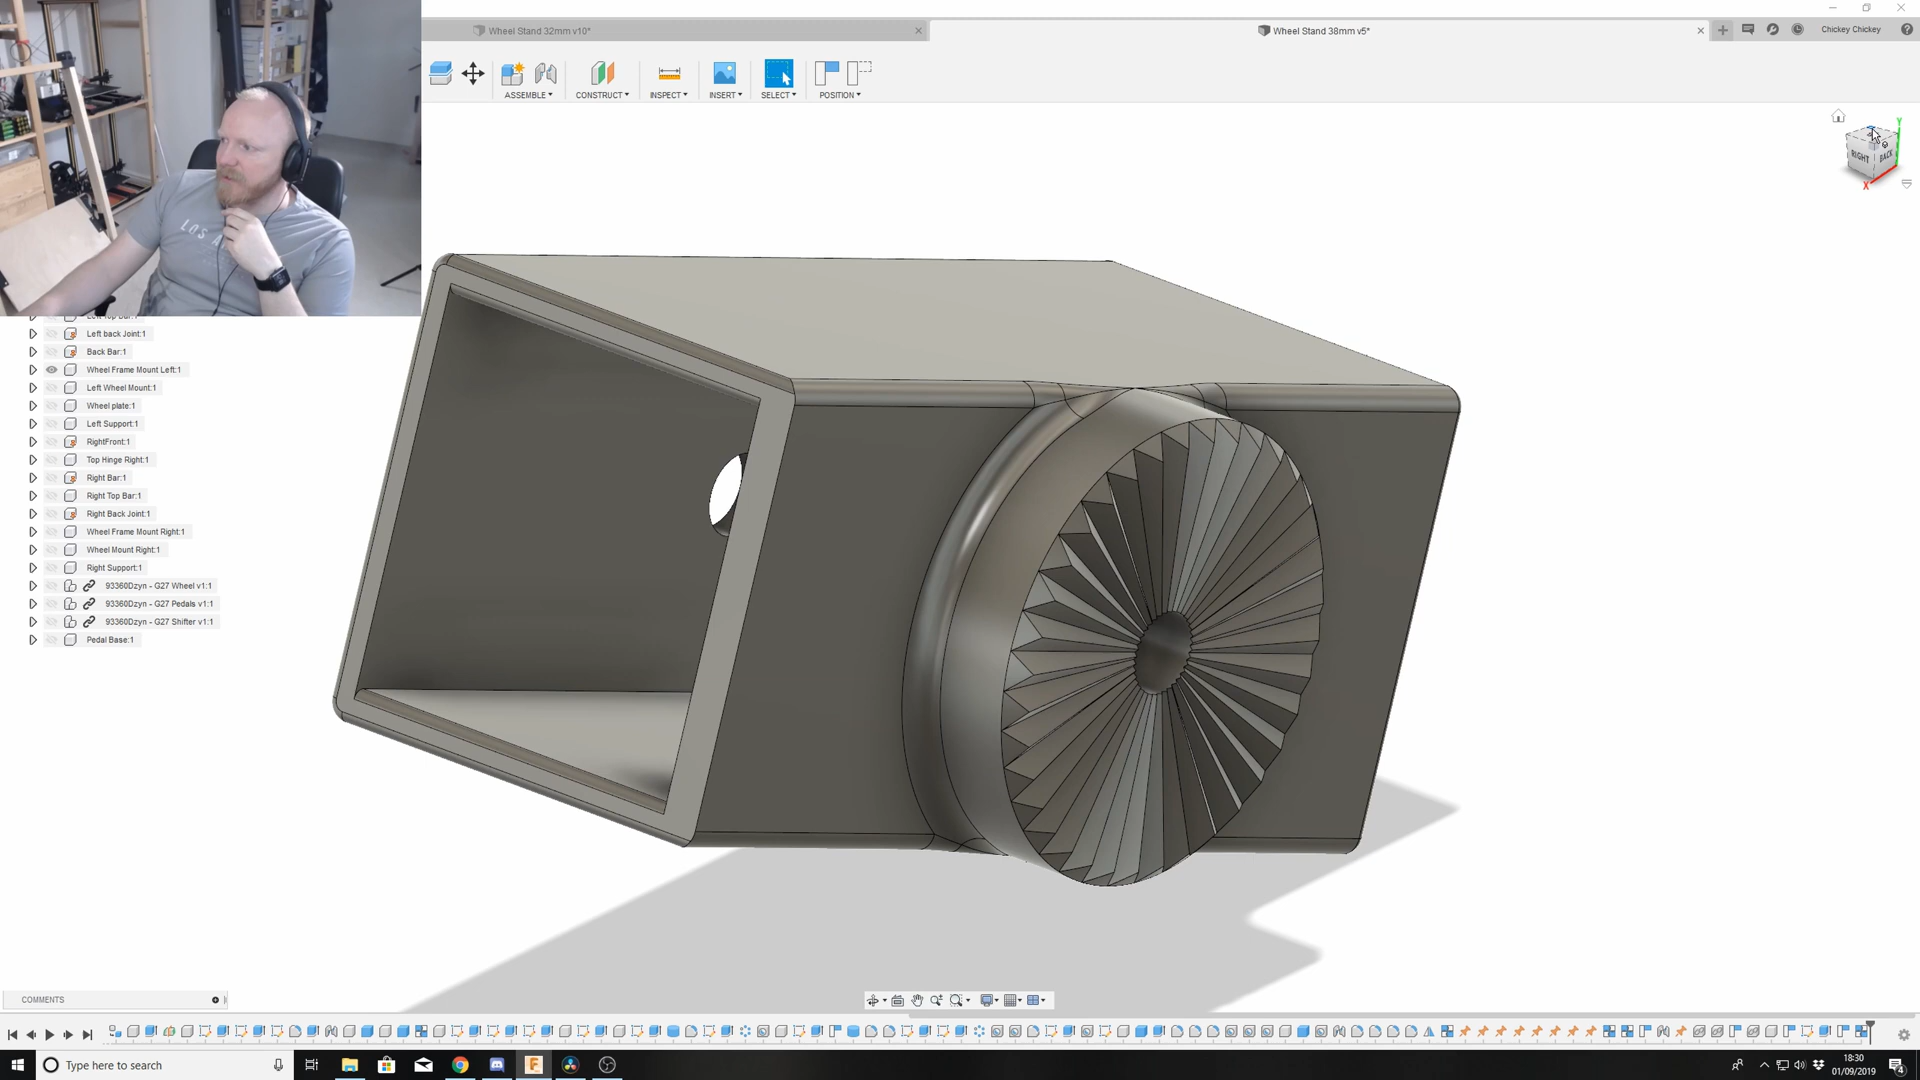 Wheel Stand 32mm v10*
Wheel Stand 38mm v5*
Chickey Chickey
ASSEMBLE
CONSTRUCT
INSPECT
INSERT
SELECT
POSITION
Y
RIGHT
BACK
X
LOS A
Left Top Bar:1
Left back Joint:1
Back Bar:1
Wheel Frame Mount Left:1
Left Wheel Mount:1
Wheel plate:1
Left Support:1
RightFront:1
Top Hinge Right:1
Right Bar:1
Right Top Bar:1
Right Back Joint:1
Wheel Frame Mount Right:1
Wheel Mount Right:1
Right Support:1
93360Dzyn - G27 Wheel v1:1
93360Dzyn - G27 Pedals v1:1
93360Dzyn - G27 Shifter v1:1
Pedal Base:1
COMMENTS
Type here to search
18:30
01/09/2019
4